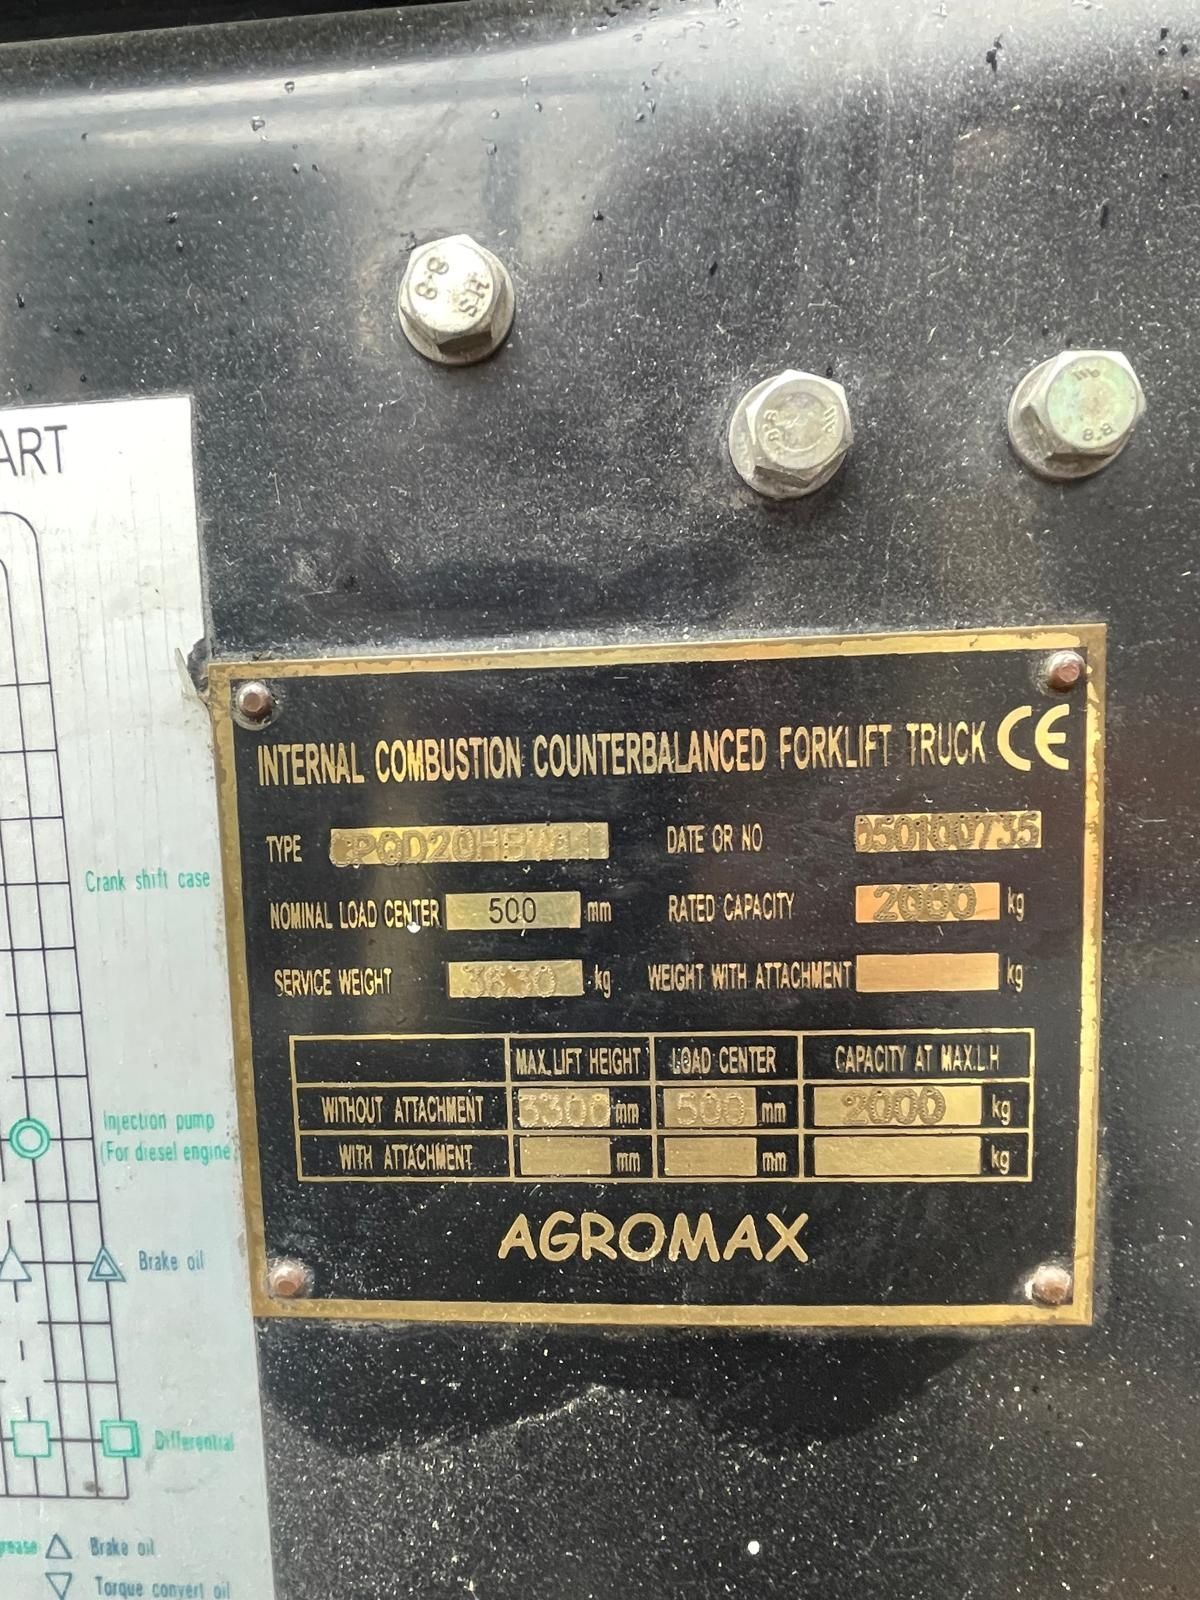 8.8
S.H
8.8
8.8
ART
INTERNAL COMBUSTION COUNTERBALANCED FORKLIFT TRUCK CE
TYPE DATE OR NO 050100735
NOMINAL LOAD CENTER 500 mm RATED CAPACITY 2000 kg
SERVICE WEIGHT 3630 kg WEIGHT WITH ATTACHMENT kg
MAX.LIFT HEIGHT LOAD CENTER CAPACITY AT MAX.L.H
WITHOUT ATTACHMENT 3300 mm 500 mm 2000 kg
WITH ATTACHMENT mm mm kg
AGROMAX
Crank shift case
Injection pump
(For diesel engine
Brake oil
Differential
rease Brake oil
Torque convert oil